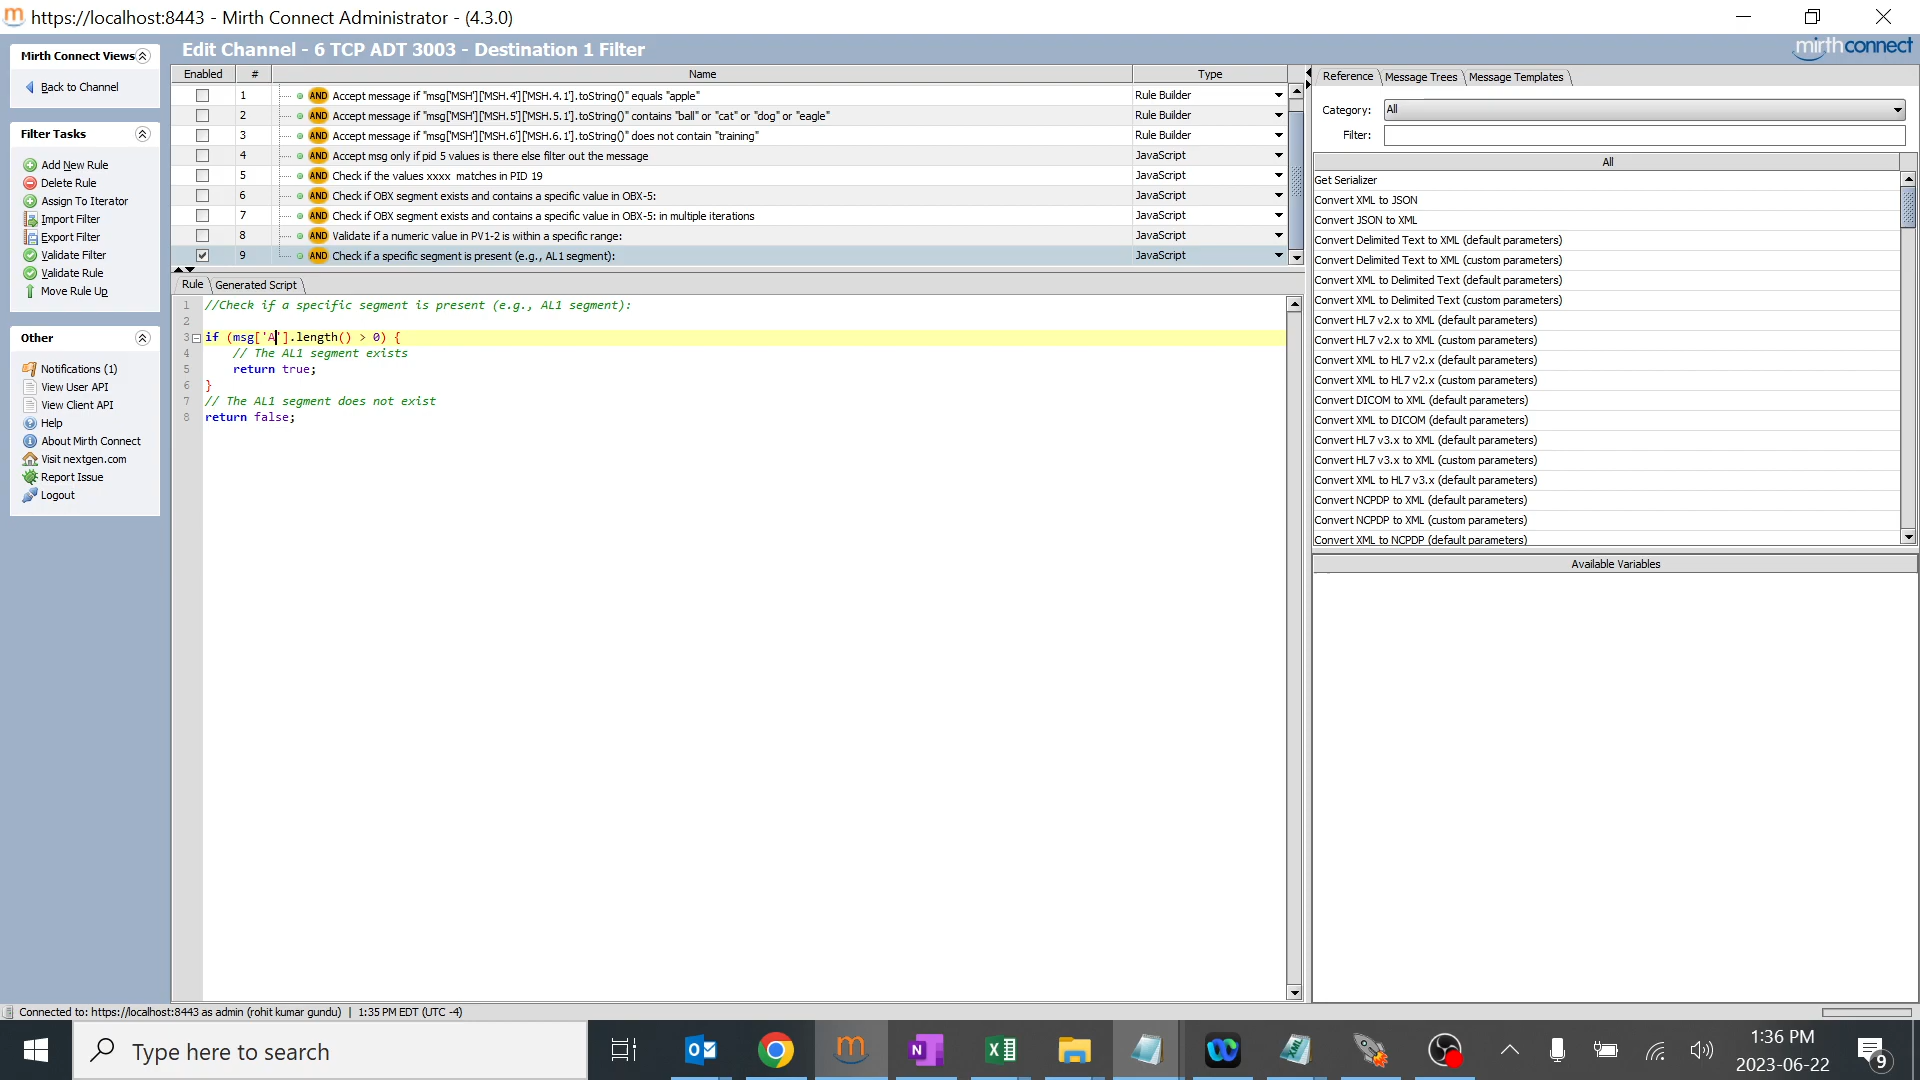 https://localhost:8443 - Mirth Connect Administrator - (4.3.0)
Mirth Connect Views
Back to Channel
Filter Tasks
Add New Rule
Delete Rule
Assign To Iterator
Import Filter
Export Filter
Validate Filter
Validate Rule
Move Rule Up
Other
Notifications (1)
View User API
View Client API
Help
About Mirth Connect
Visit nextgen.com
Report Issue
Logout
Edit Channel - 6 TCP ADT 3003 - Destination 1 Filter
mirthconnect
Enabled # Name Type
1 AND Accept message if "msg['MSH']['MSH.4']['MSH.4.1'].toString()" equals "apple" Rule Builder
2 AND Accept message if "msg['MSH']['MSH.5']['MSH.5.1'].toString()" contains "ball" or "cat" or "dog" or "eagle" Rule Builder
3 AND Accept message if "msg['MSH']['MSH.6']['MSH.6.1'].toString()" does not contain "training" Rule Builder
4 AND Accept msg only if pid 5 values is there else filter out the message JavaScript
5 AND Check if the values xxxx matches in PID 19 JavaScript
6 AND Check if OBX segment exists and contains a specific value in OBX-5: JavaScript
7 AND Check if OBX segment exists and contains a specific value in OBX-5: in multiple iterations JavaScript
8 AND Validate if a numeric value in PV1-2 is within a specific range: JavaScript
9 AND Check if a specific segment is present (e.g., AL1 segment): JavaScript
Rule Generated Script
1 //Check if a specific segment is present (e.g., AL1 segment):
2
3 if (msg['A'].length() > 0) {
4 // The AL1 segment exists
5 return true;
6 }
7 // The AL1 segment does not exist
8 return false;
Reference Message Trees Message Templates
Category: All
Filter:
All
Get Serializer
Convert XML to JSON
Convert JSON to XML
Convert Delimited Text to XML (default parameters)
Convert Delimited Text to XML (custom parameters)
Convert XML to Delimited Text (default parameters)
Convert XML to Delimited Text (custom parameters)
Convert HL7 v2.x to XML (default parameters)
Convert HL7 v2.x to XML (custom parameters)
Convert XML to HL7 v2.x (default parameters)
Convert XML to HL7 v2.x (custom parameters)
Convert DICOM to XML (default parameters)
Convert XML to DICOM (default parameters)
Convert HL7 v3.x to XML (default parameters)
Convert HL7 v3.x to XML (custom parameters)
Convert XML to HL7 v3.x (default parameters)
Convert NCPDP to XML (default parameters)
Convert NCPDP to XML (custom parameters)
Convert XML to NCPDP (default parameters)
Available Variables
Connected to: https://localhost:8443 as admin (rohit kumar gundu) | 1:35 PM EDT (UTC -4)
Type here to search
1:36 PM
2023-06-22
9